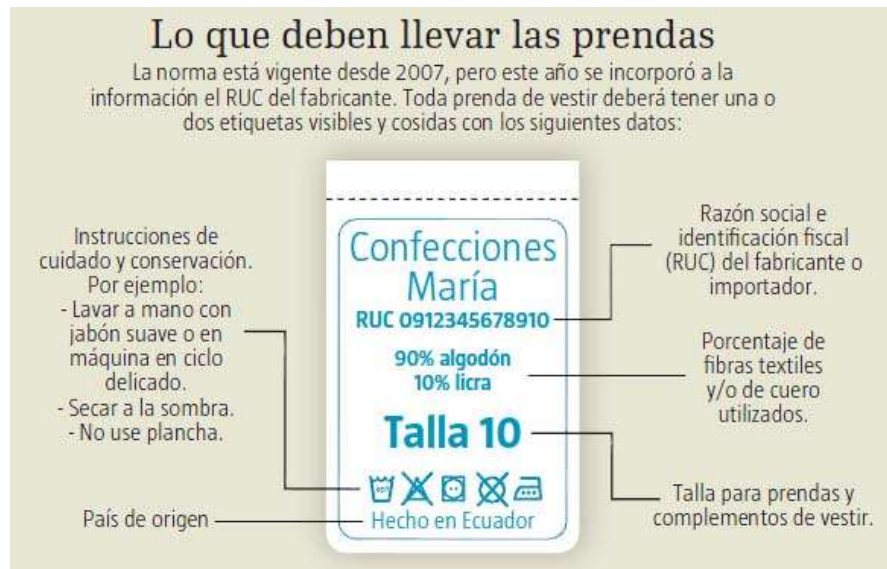 Lo que deben llevar las prendas
La norma está vigente desde 2007, pero este año se incorporó a la
información el RUC del fabricante. Toda prenda de vestir deberá tener una o
dos etiquetas visibles y cosidas con los siguientes datos:
Instrucciones de
cuidado y conservación.
Por ejemplo:
- Lavar a mano con
jabón suave o en
máquina en ciclo
delicado.
- Secar a la sombra.
- No use plancha.
País de origen
Confecciones
María
RUC 0912345678910
90% algodón
10% licra
Talla 10
Hecho en Ecuador
Razón social e
identificación fiscal
(RUC) del fabricante o
importador.
Porcentaje de
fibras textiles
y/o de cuero
utilizados.
Talla para prendas y
complementos de vestir.